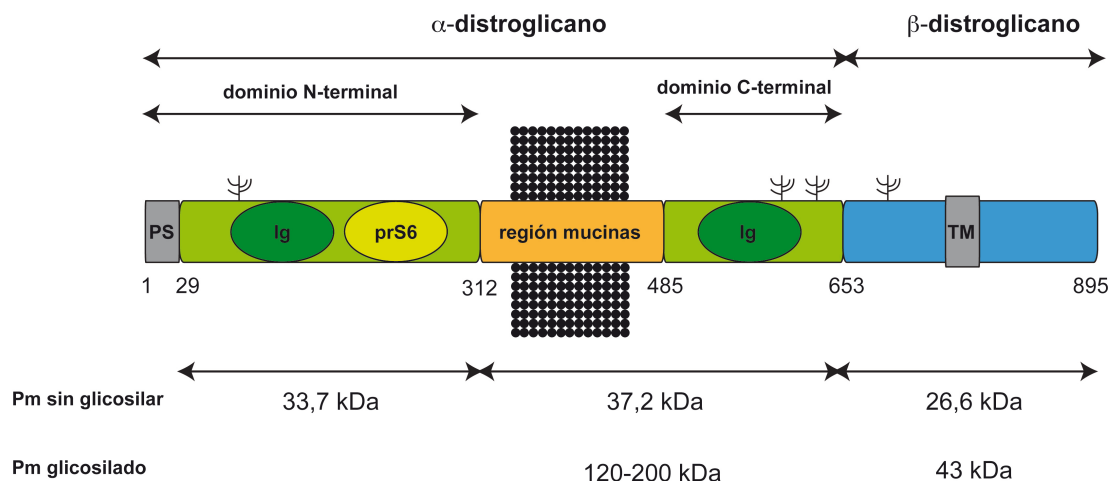 α-distroglicano β-distroglicano
dominio N-terminal dominio C-terminal
PS Ig prS6 región mucinas Ig TM
1 29 312 485 653 895
Pm sin glicosilar 33,7 kDa 37,2 kDa 26,6 kDa
Pm glicosilado 120-200 kDa 43 kDa